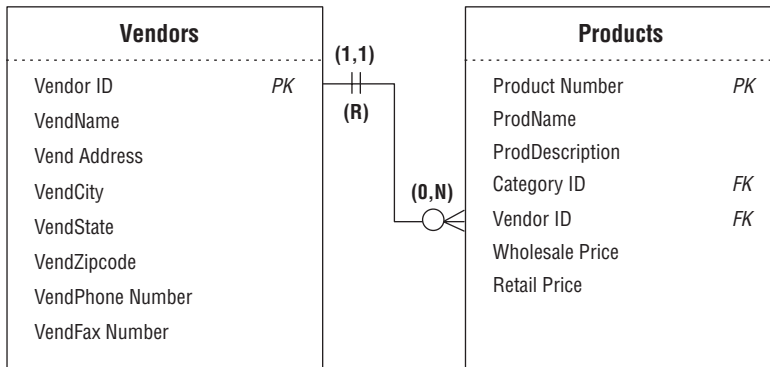 Vendors
Vendor ID PK
VendName
Vend Address
VendCity
VendState
VendZipcode
VendPhone Number
VendFax Number
(1,1)
(R)
(0,N)
Products
Product Number PK
ProdName
ProdDescription
Category ID FK
Vendor ID FK
Wholesale Price
Retail Price